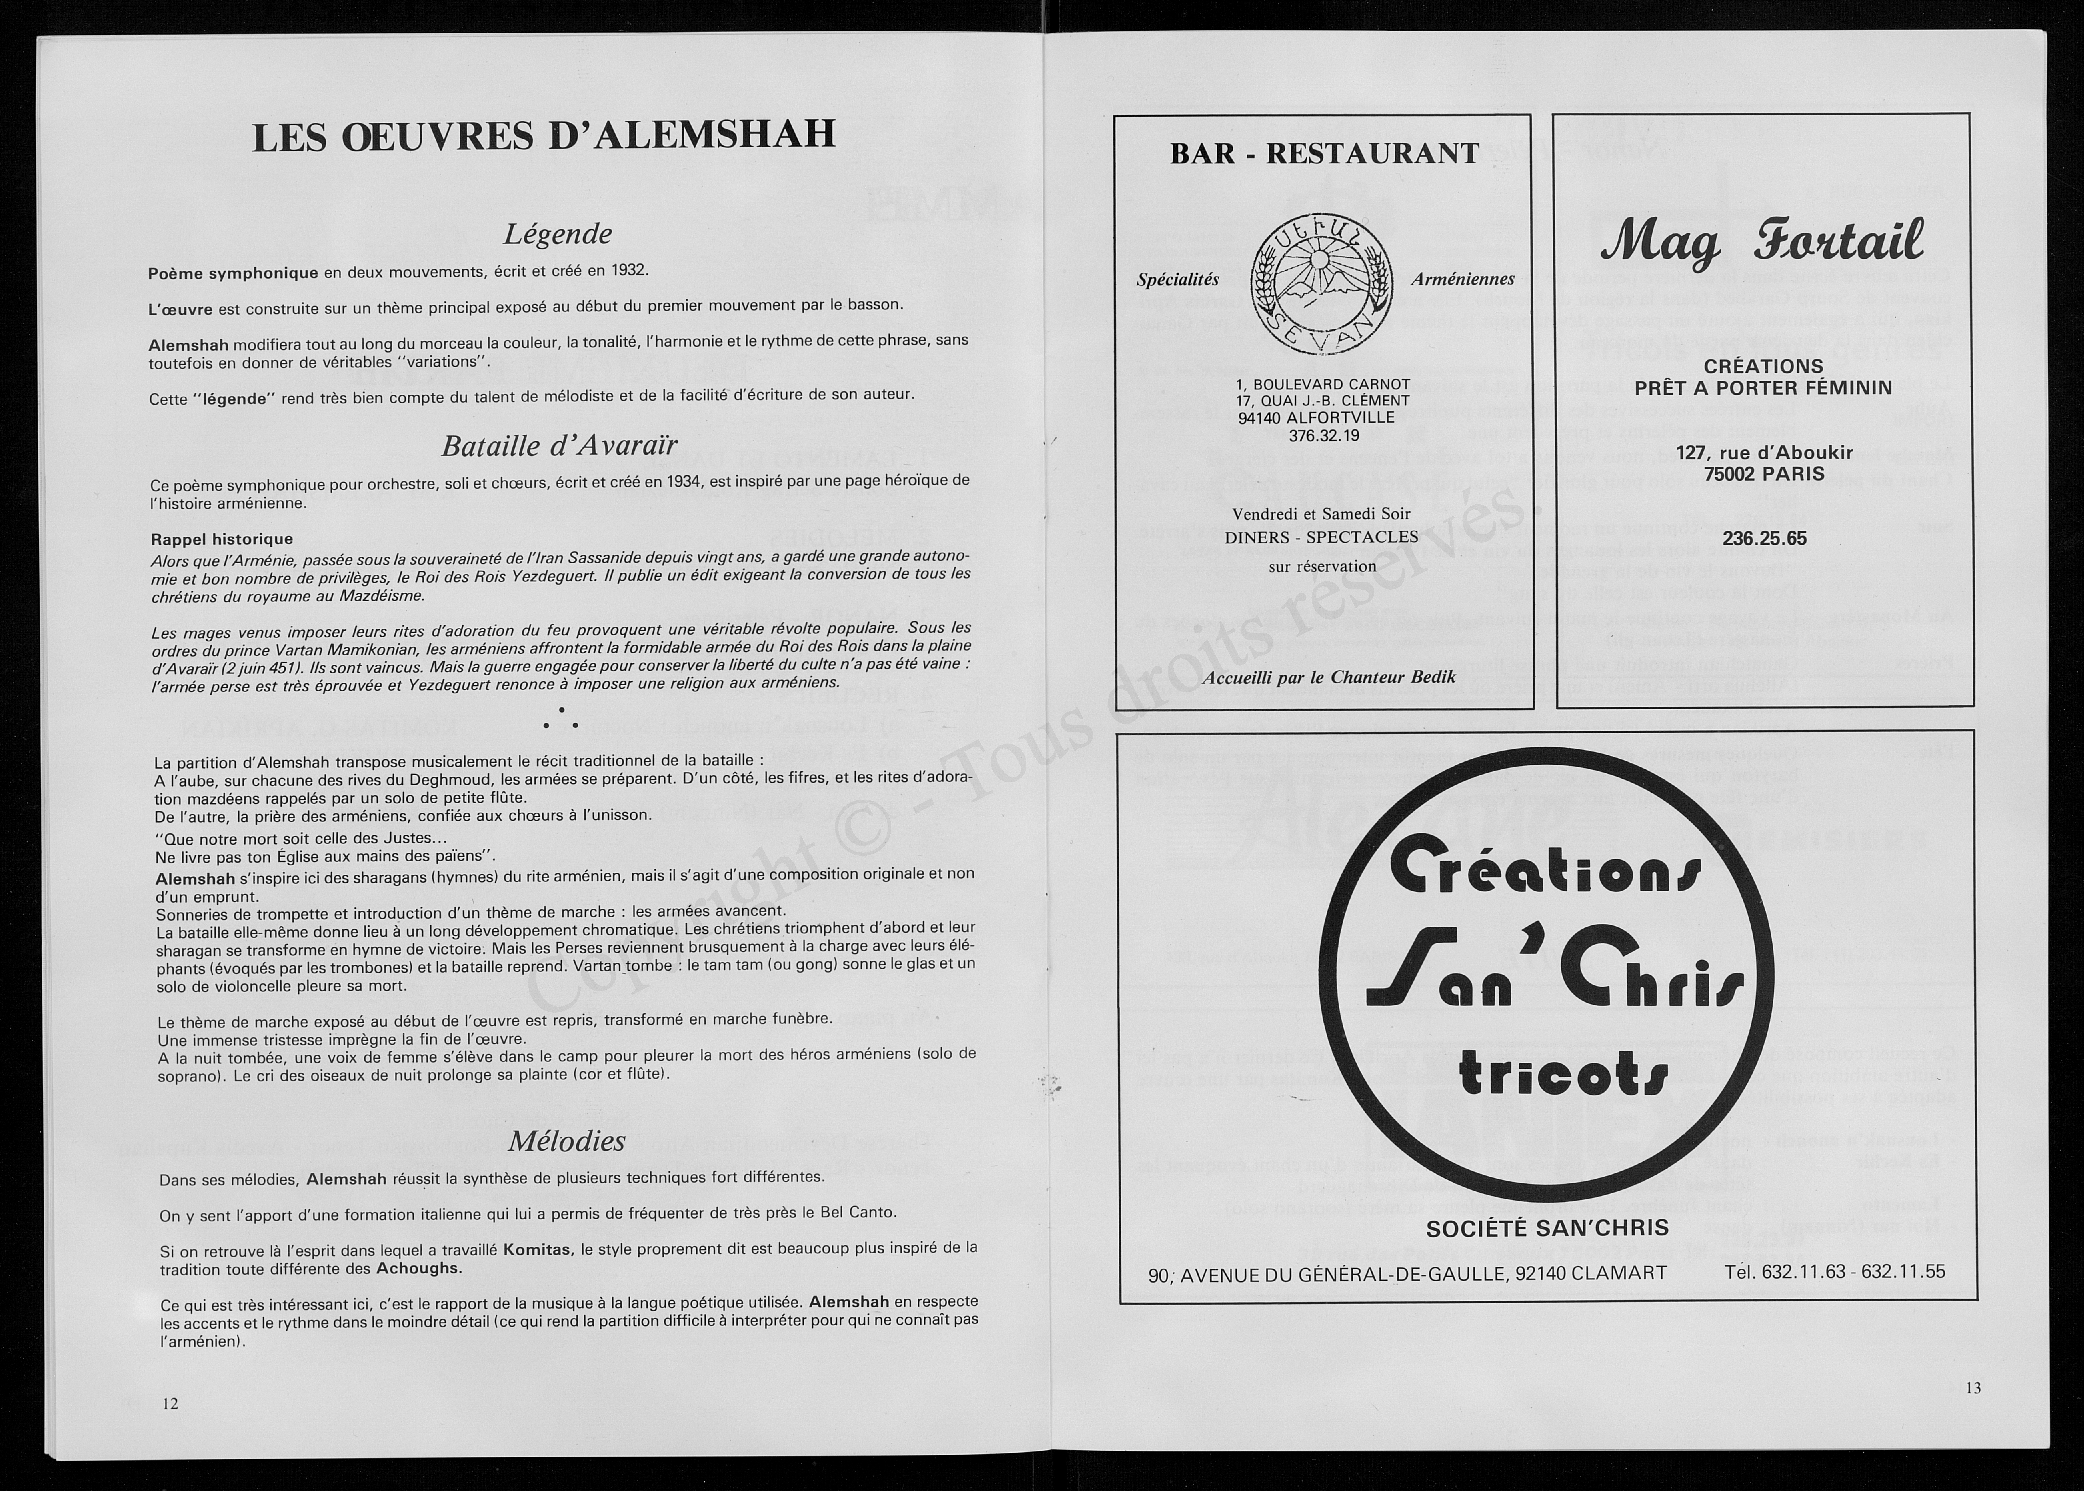 LES ŒUVRES D'ALEMSHAH
Légende
Poème symphonique en deux mouvements, écrit et créé en 1932.
L'œuvre est construite sur un thème principal exposé au début du premier mouvement par le basson.
Alemshah modifiera tout au long du morceau la couleur, la tonalité, l'harmonie et le rythme de cette phrase, sans
toutefois en donner de véritables "variations".
Cette "légende" rend très bien compte du talent de mélodiste et de la facilité d'écriture de son auteur.
Bataille d'Avaraïr
Ce poème symphonique pour orchestre, soli et chœurs, écrit et créé en 1934, est inspiré par une page héroïque de
l'histoire arménienne.
Rappel historique
Alors que l'Arménie, passée sous la souveraineté de l'Iran Sassanide depuis vingt ans, a gardé une grande autono-
mie et bon nombre de privilèges, le Roi des Rois Yezdeguert. Il publie un édit exigeant la conversion de tous les
chrétiens du royaume au Mazdéisme.
Les mages venus imposer leurs rites d'adoration du feu provoquent une véritable révolte populaire. Sous les
ordres du prince Vartan Mamikonian, les arméniens affrontent la formidable armée du Roi des Rois dans la plaine
d'Avaraïr (2 juin 451). Ils sont vaincus. Mais la guerre engagée pour conserver la liberté du culte n'a pas été vaine :
l'armée perse est très éprouvée et Yezdeguert renonce à imposer une religion aux arméniens.
La partition d'Alemshah transpose musicalement le récit traditionnel de la bataille :
A l'aube, sur chacune des rives du Deghmoud, les armées se préparent. D'un côté, les fifres, et les rites d'adora-
tion mazdéens rappelés par un solo de petite flûte.
De l'autre, la prière des arméniens, confiée aux chœurs à l'unisson.
"Que notre mort soit celle des Justes...
Ne livre pas ton Église aux mains des païens".
Alemshah s'inspire ici des sharagans (hymnes) du rite arménien, mais il s'agit d'une composition originale et non
d'un emprunt.
Sonneries de trompette et introduction d'un thème de marche : les armées avancent.
La bataille elle-même donne lieu à un long développement chromatique. Les chrétiens triomphent d'abord et leur
sharagan se transforme en hymne de victoire. Mais les Perses reviennent brusquement à la charge avec leurs élé-
phants (évoqués par les trombones) et la bataille reprend. Vartan tombe : le tam tam (ou gong) sonne le glas et un
solo de violoncelle pleure sa mort.
Le thème de marche exposé au début de l'œuvre est repris, transformé en marche funèbre.
Une immense tristesse imprègne la fin de l'œuvre.
A la nuit tombée, une voix de femme s'élève dans le camp pour pleurer la mort des héros arméniens (solo de
soprano). Le cri des oiseaux de nuit prolonge sa plainte (cor et flûte).
Mélodies
Dans ses mélodies, Alemshah réussit la synthèse de plusieurs techniques fort différentes.
On y sent l'apport d'une formation italienne qui lui a permis de fréquenter de très près le Bel Canto.
Si on retrouve là l'esprit dans lequel a travaillé Komitas, le style proprement dit est beaucoup plus inspiré de la
tradition toute différente des Achoughs.
Ce qui est très intéressant ici, c'est le rapport de la musique à la langue poétique utilisée. Alemshah en respecte
les accents et le rythme dans le moindre détail (ce qui rend la partition difficile à interpréter pour qui ne connaît pas
l'arménien).
12
BAR - RESTAURANT
Spécialités
ՍԵՒԱՆ
SEVAN
Arméniennes
1, BOULEVARD CARNOT
17, QUAI J.-B. CLÉMENT
94140 ALFORTVILLE
376.32.19
Vendredi et Samedi Soir
DINERS - SPECTACLES
sur réservation
Accueilli par le Chanteur Bedik
Mag Fortail
CRÉATIONS
PRÊT A PORTER FÉMININ
127, rue d'Aboukir
75002 PARIS
236.25.65
Créations
San'Chris
tricots
SOCIÉTÉ SAN'CHRIS
90, AVENUE DU GÉNÉRAL-DE-GAULLE, 92140 CLAMART Tél. 632.11.63 - 632.11.55
13
Copyright © - Tous droits réservés.